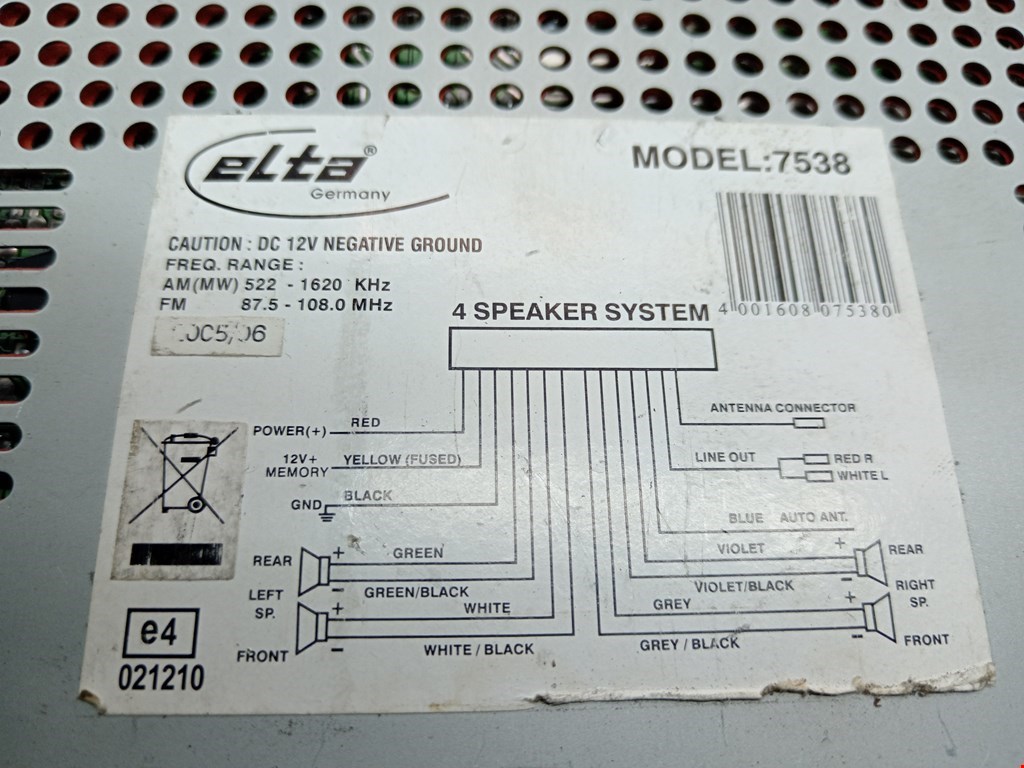 elta®
Germany
MODEL:7538
CAUTION : DC 12V NEGATIVE GROUND
FREQ. RANGE :
AM(MW) 522 - 1620 KHz
FM 87.5 - 108.0 MHz
4 001608 075380
4 SPEAKER SYSTEM
POWER(+) RED
12V+
MEMORY
YELLOW (FUSED)
GND BLACK
REAR + GREEN
- GREEN/BLACK
LEFT
SP.
+ WHITE
FRONT - WHITE / BLACK
ANTENNA CONNECTOR
LINE OUT RED R
WHITE L
BLUE AUTO ANT.
VIOLET + REAR
VIOLET/BLACK -
RIGHT
SP.
GREY +
GREY / BLACK - FRONT
e4
021210